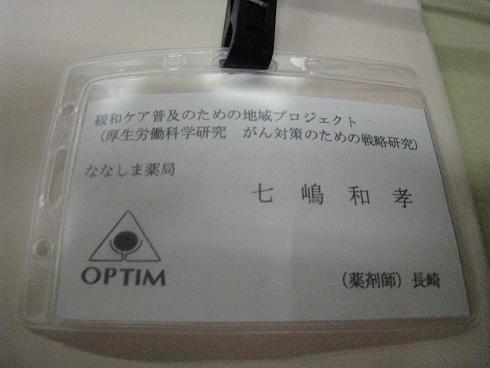 緩和ケア普及のための地域プロジェクト
（厚生労働科学研究　がん対策のための戦略研究）
ななしま薬局
七嶋和孝
OPTIM
（薬剤師）長崎